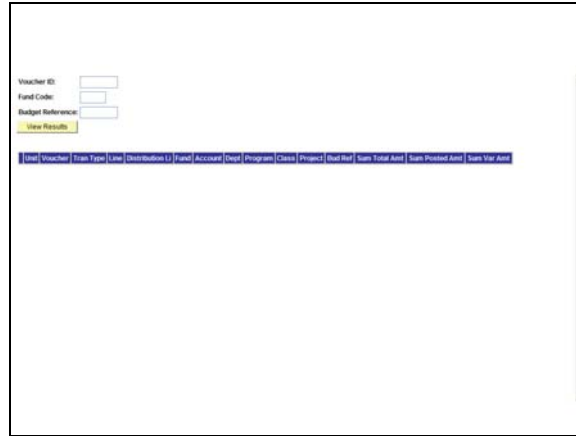 Voucher ID:
Fund Code:
Budget Reference:
View Results
Unit Voucher Tran Type Line Distribution Li Fund Account Dept Program Class Project Bud Ref Sum Total Amt Sum Posted Amt Sum Var Amt